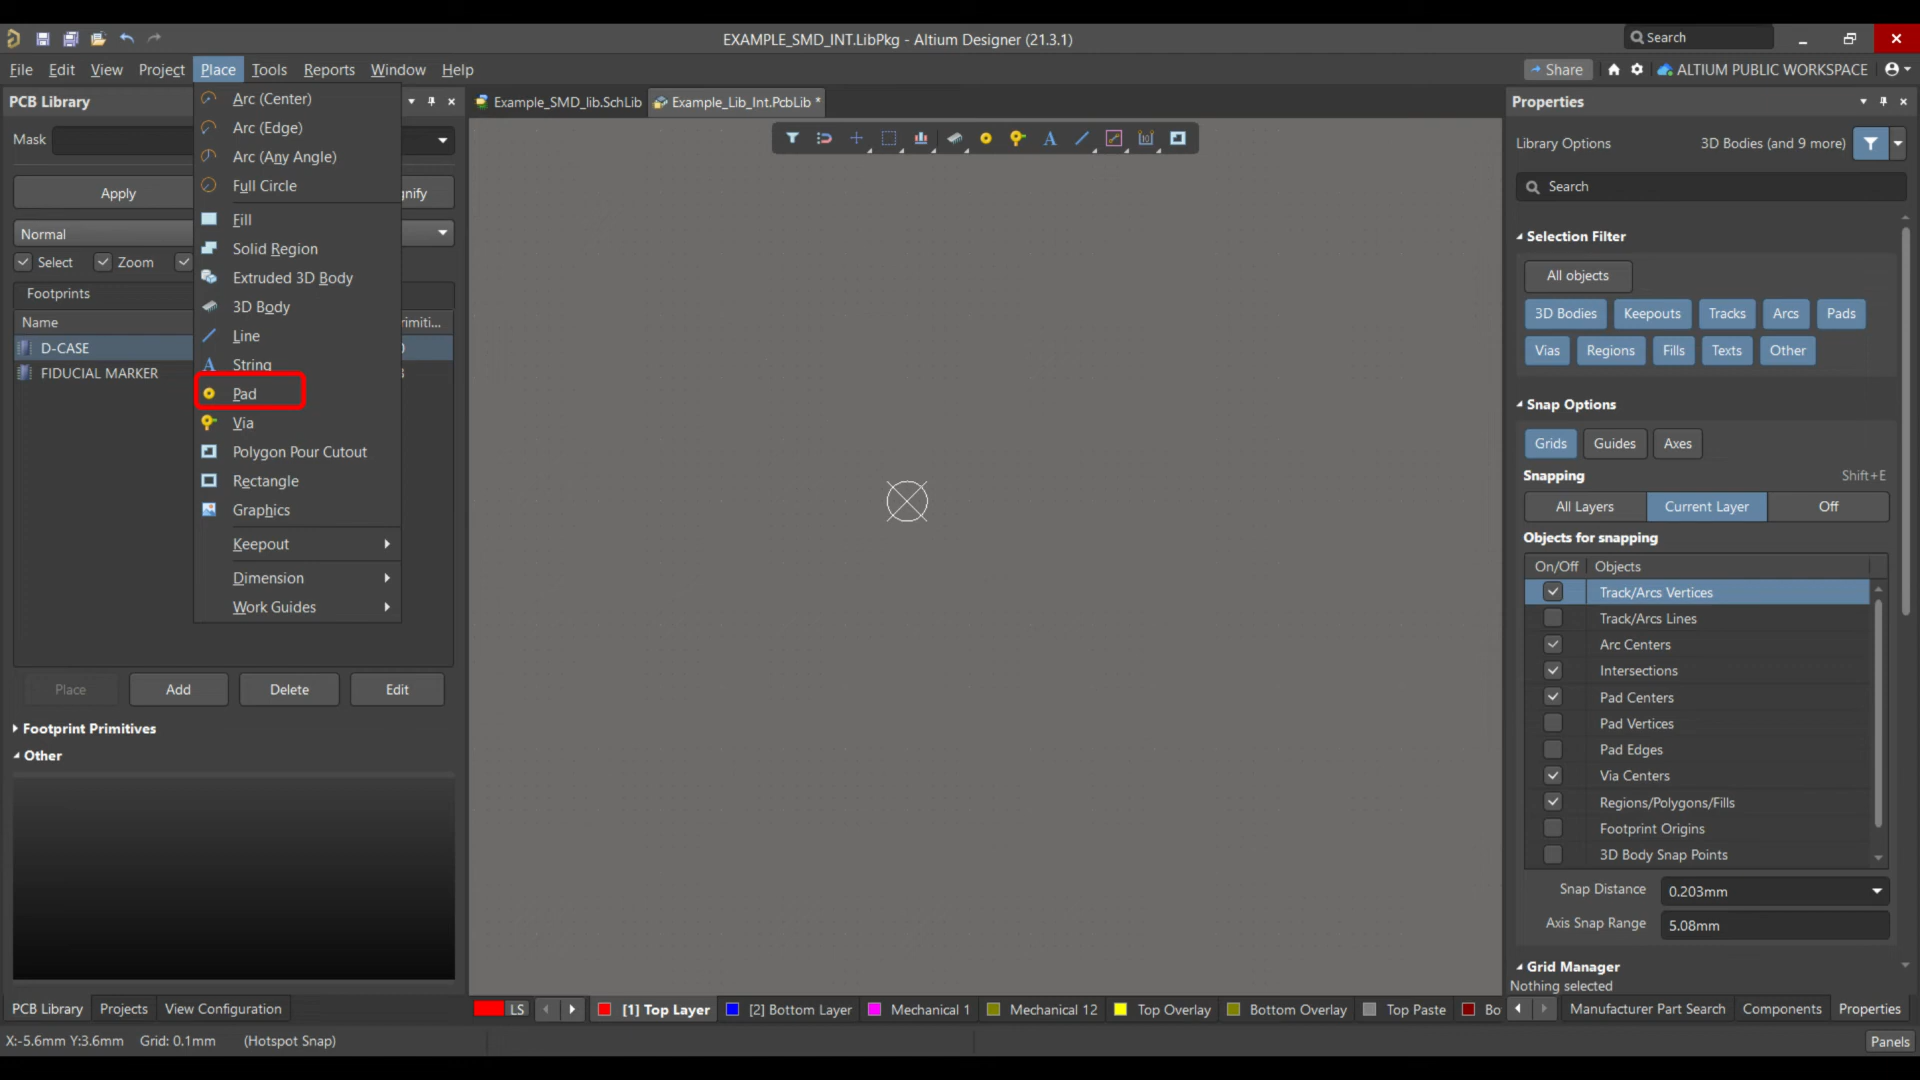 EXAMPLE_SMD_INT.LibPkg - Altium Designer (21.3.1)
Search
File Edit View Project Place Tools Reports Window Help
Share
ALTIUM PUBLIC WORKSPACE
PCB Library
Mask
Apply
nify
Normal
Select Zoom
Footprints
Name
rimiti...
D-CASE
FIDUCIAL MARKER
Arc (Center)
Arc (Edge)
Arc (Any Angle)
Full Circle
Fill
Solid Region
Extruded 3D Body
3D Body
Line
String
Pad
Via
Polygon Pour Cutout
Rectangle
Graphics
Keepout
Dimension
Work Guides
Place Add Delete Edit
Footprint Primitives
Other
PCB Library Projects View Configuration
X:-5.6mm Y:3.6mm Grid: 0.1mm (Hotspot Snap)
Example_SMD_lib.SchLib
Example_Lib_Int.PcbLib *
LS
[1] Top Layer
[2] Bottom Layer
Mechanical 1
Mechanical 12
Top Overlay
Bottom Overlay
Top Paste
Bo
Properties
Library Options 3D Bodies (and 9 more)
Search
Selection Filter
All objects
3D Bodies Keepouts Tracks Arcs Pads
Vias Regions Fills Texts Other
Snap Options
Grids Guides Axes
Snapping Shift+E
All Layers Current Layer Off
Objects for snapping
On/Off Objects
Track/Arcs Vertices
Track/Arcs Lines
Arc Centers
Intersections
Pad Centers
Pad Vertices
Pad Edges
Via Centers
Regions/Polygons/Fills
Footprint Origins
3D Body Snap Points
Snap Distance 0.203mm
Axis Snap Range 5.08mm
Grid Manager
Nothing selected
Manufacturer Part Search Components Properties
Panels